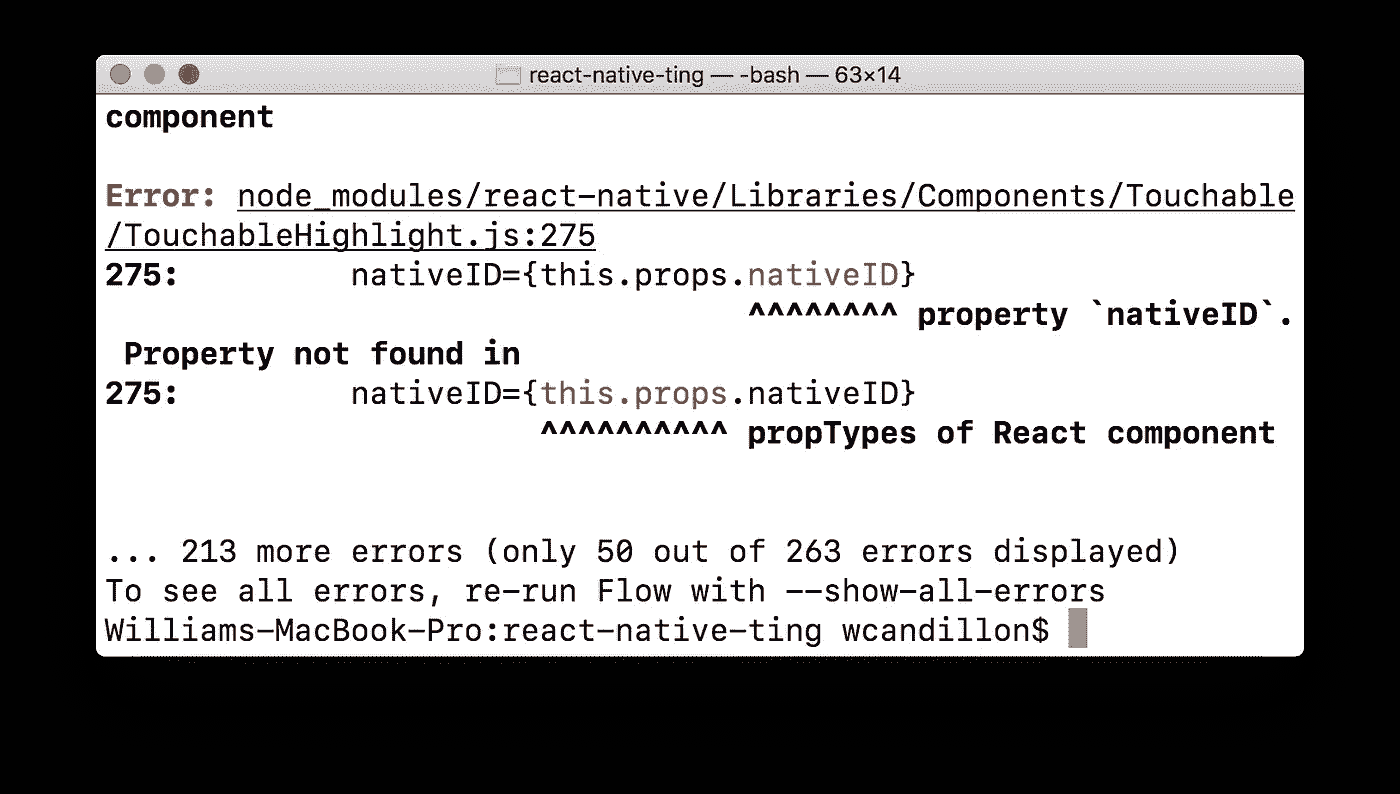 react-native-ting — -bash — 63×14
component
Error: node_modules/react-native/Libraries/Components/Touchable
/TouchableHighlight.js:275
275:         nativeID={this.props.nativeID}
^^^^^^^^ property `nativeID`.
Property not found in
275:         nativeID={this.props.nativeID}
^^^^^^^^^^ propTypes of React component
... 213 more errors (only 50 out of 263 errors displayed)
To see all errors, re-run Flow with --show-all-errors
Williams-MacBook-Pro:react-native-ting wcandillon$